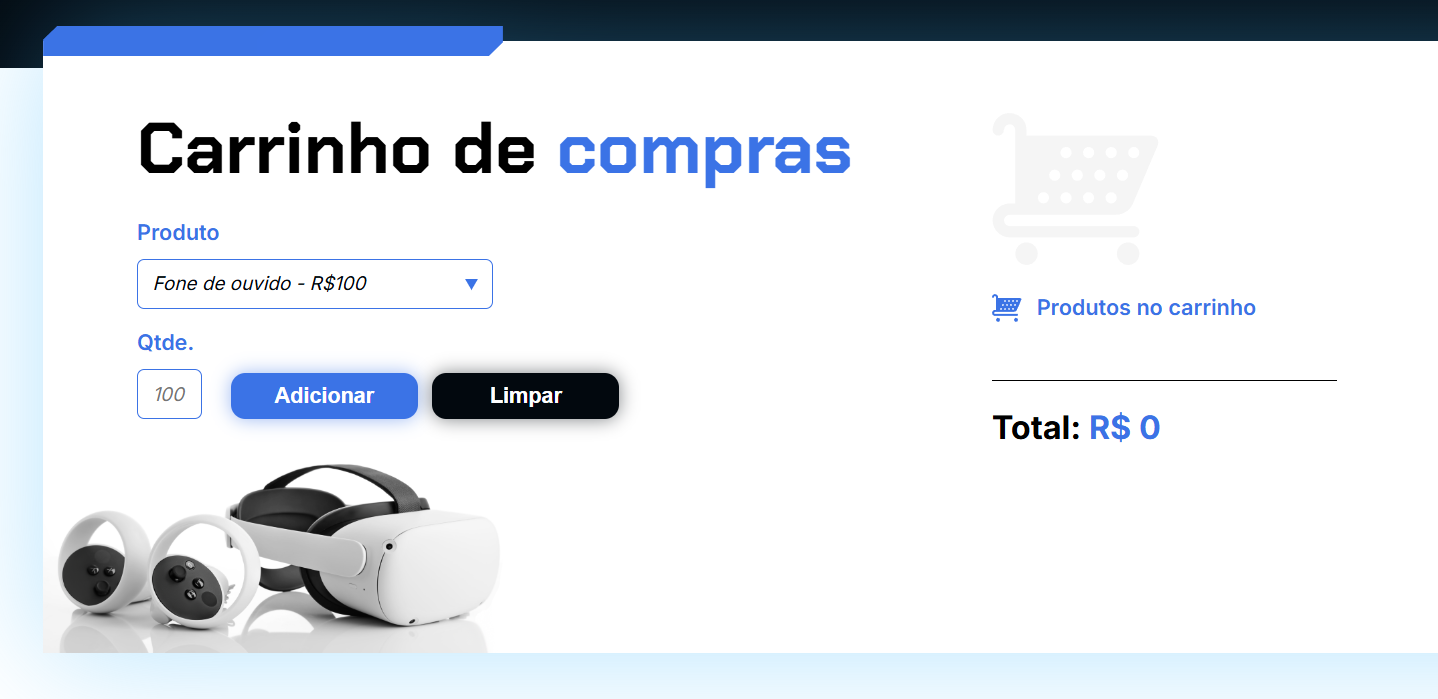 Carrinho de compras
Produto
Fone de ouvido - R$100
Qtde.
100
Adicionar
Limpar
Produtos no carrinho
Total: R$ 0